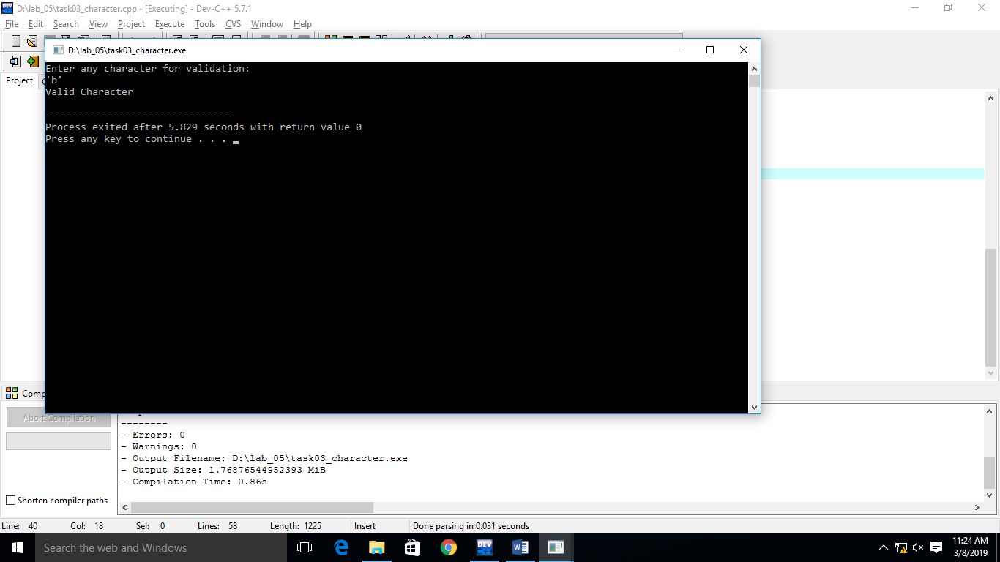 D:\lab_05\task03_character.cpp - [Executing] - Dev-C++ 5.7.1
File Edit Search View Project Execute Tools CVS Window Help
D:\lab_05\task03_character.exe
Project
Enter any character for validation:
'b'
Valid Character
--------------------------------
Process exited after 5.829 seconds with return value 0
Press any key to continue . . .
Abort Compilation
--------
- Errors: 0
- Warnings: 0
- Output Filename: D:\lab_05\task03_character.exe
- Output Size: 1.76876544952393 MiB
- Compilation Time: 0.86s
Shorten compiler paths
Line: 40 Col: 18 Sel: 0 Lines: 58 Length: 1225 Insert Done parsing in 0.031 seconds
Search the web and Windows
DEV
11:24 AM
3/8/2019